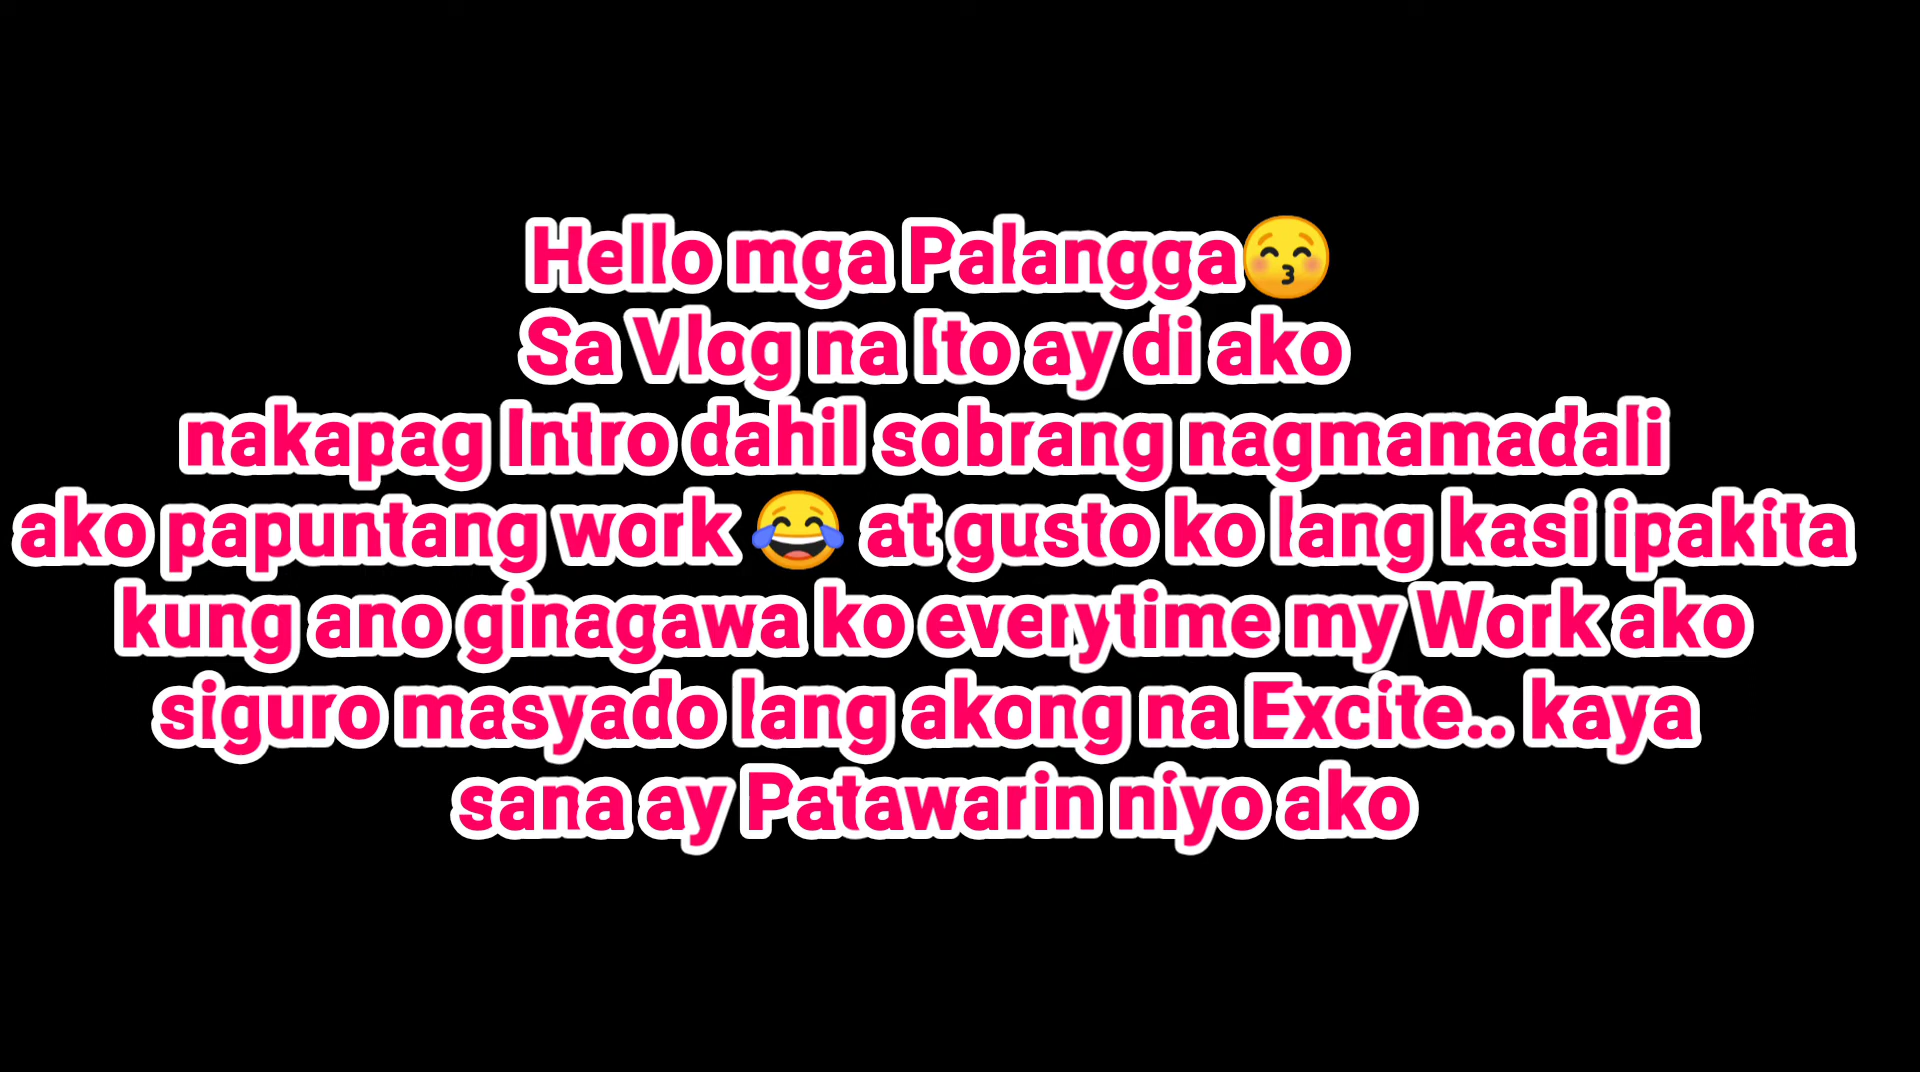 Hello mga Palangga😚
Sa Vlog na Ito ay di ako
nakapag Intro dahil sobrang nagmamadali
ako papuntang work 😂 at gusto ko lang kasi ipakita
kung ano ginagawa ko everytime my Work ako
siguro masyado lang akong na Excite.. kaya
sana ay Patawarin niyo ako